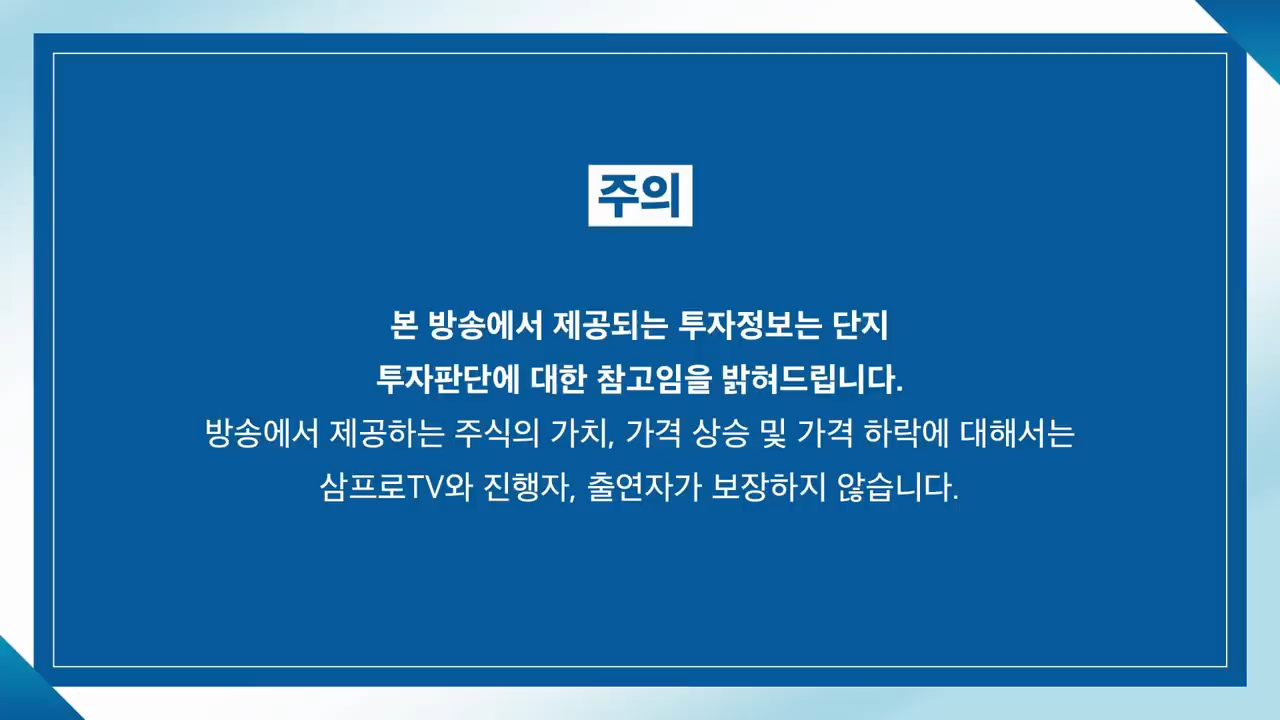 주의
본 방송에서 제공되는 투자정보는 단지
투자판단에 대한 참고임을 밝혀드립니다.
방송에서 제공하는 주식의 가치, 가격 상승 및 가격 하락에 대해서는
삼프로TV와 진행자, 출연자가 보장하지 않습니다.